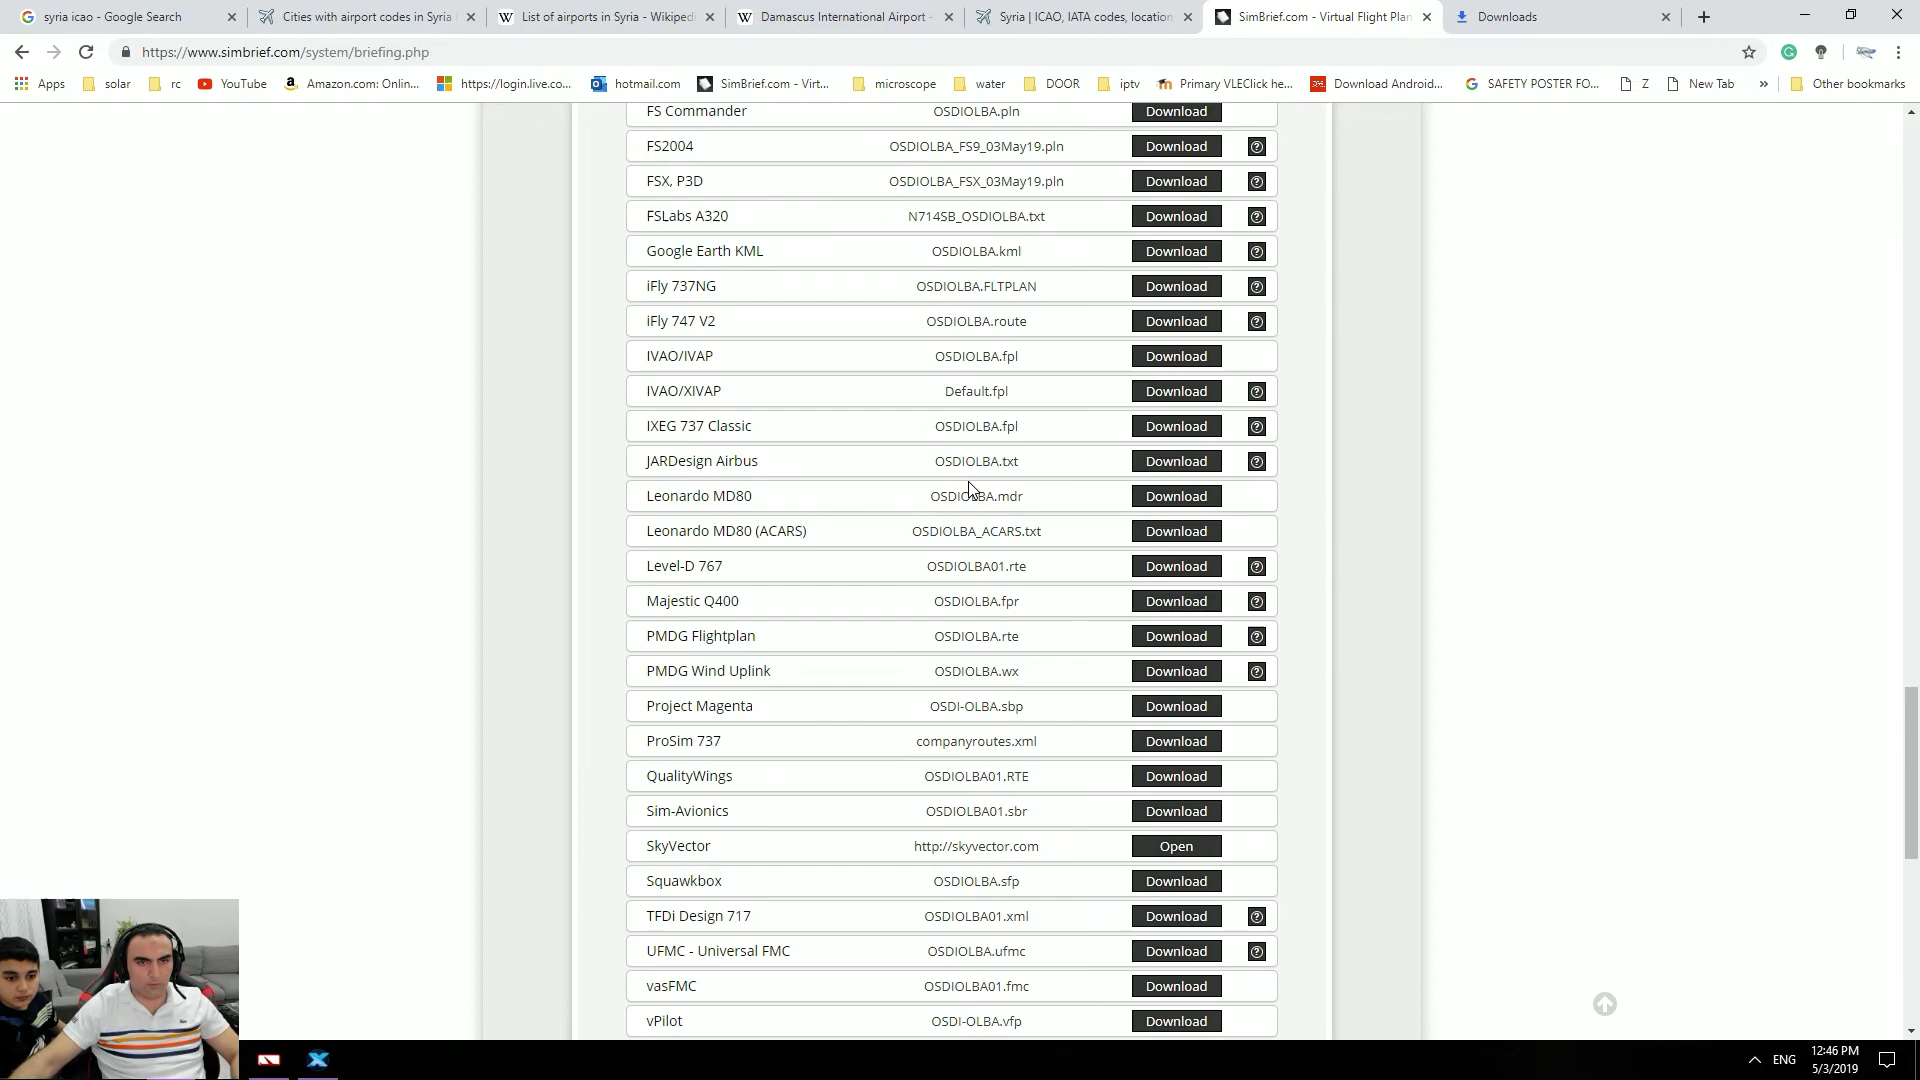 syria icao - Google Search
Cities with airport codes in Syria
List of airports in Syria - Wikiped
Damascus International Airport -
Syria | ICAO, IATA codes, location
SimBrief.com - Virtual Flight Plan
Downloads
https://www.simbrief.com/system/briefing.php
Apps
solar
rc
YouTube
Amazon.com: Onlin...
https://login.live.co...
hotmail.com
SimBrief.com - Virt...
microscope
water
DOOR
iptv
Primary VLEClick he...
Download Android...
SAFETY POSTER FO...
Z
New Tab
»
Other bookmarks
FS Commander OSDIOLBA.pln Download
FS2004 OSDIOLBA_FS9_03May19.pln Download ?
FSX, P3D OSDIOLBA_FSX_03May19.pln Download ?
FSLabs A320 N714SB_OSDIOLBA.txt Download ?
Google Earth KML OSDIOLBA.kml Download ?
iFly 737NG OSDIOLBA.FLTPLAN Download ?
iFly 747 V2 OSDIOLBA.route Download ?
IVAO/IVAP OSDIOLBA.fpl Download
IVAO/XIVAP Default.fpl Download ?
IXEG 737 Classic OSDIOLBA.fpl Download ?
JARDesign Airbus OSDIOLBA.txt Download ?
Leonardo MD80 OSDIOLBA.mdr Download
Leonardo MD80 (ACARS) OSDIOLBA_ACARS.txt Download
Level-D 767 OSDIOLBA01.rte Download ?
Majestic Q400 OSDIOLBA.fpr Download ?
PMDG Flightplan OSDIOLBA.rte Download ?
PMDG Wind Uplink OSDIOLBA.wx Download ?
Project Magenta OSDI-OLBA.sbp Download
ProSim 737 companyroutes.xml Download
QualityWings OSDIOLBA01.RTE Download
Sim-Avionics OSDIOLBA01.sbr Download
SkyVector http://skyvector.com Open
Squawkbox OSDIOLBA.sfp Download
TFDi Design 717 OSDIOLBA01.xml Download ?
UFMC - Universal FMC OSDIOLBA.ufmc Download ?
vasFMC OSDIOLBA01.fmc Download
vPilot OSDI-OLBA.vfp Download
ENG
12:46 PM
5/3/2019